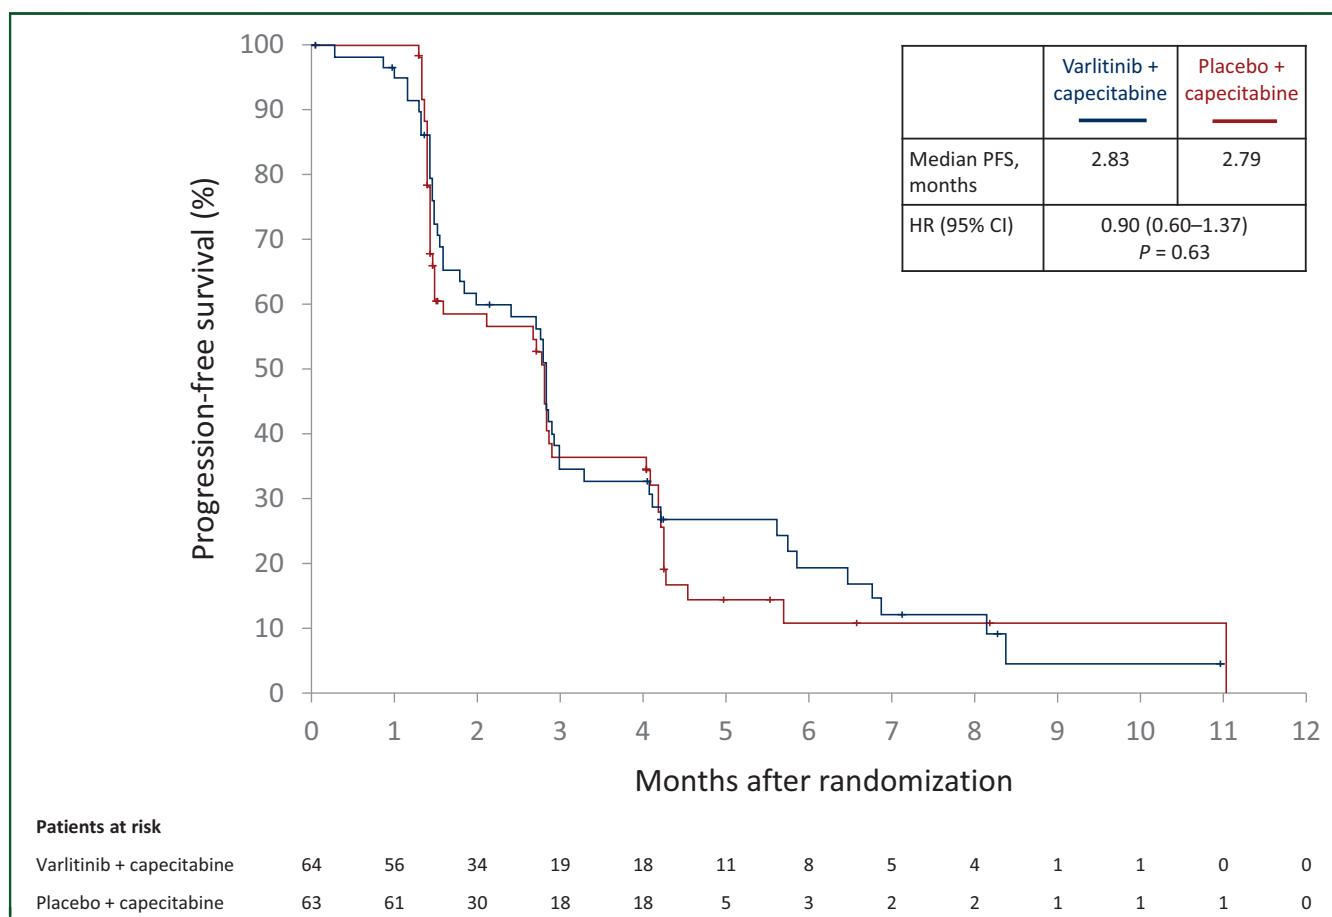 Progression-free survival (%)
100
90
80
70
60
50
40
30
20
10
0
0 1 2 3 4 5 6 7 8 9 10 11 12
Months after randomization
Varlitinib + capecitabine
Placebo + capecitabine
Median PFS, months
2.83
2.79
HR (95% CI)
0.90 (0.60–1.37)
P = 0.63
Patients at risk
Varlitinib + capecitabine 64 56 34 19 18 11 8 5 4 1 1 0 0
Placebo + capecitabine 63 61 30 18 18 5 3 2 2 1 1 1 0